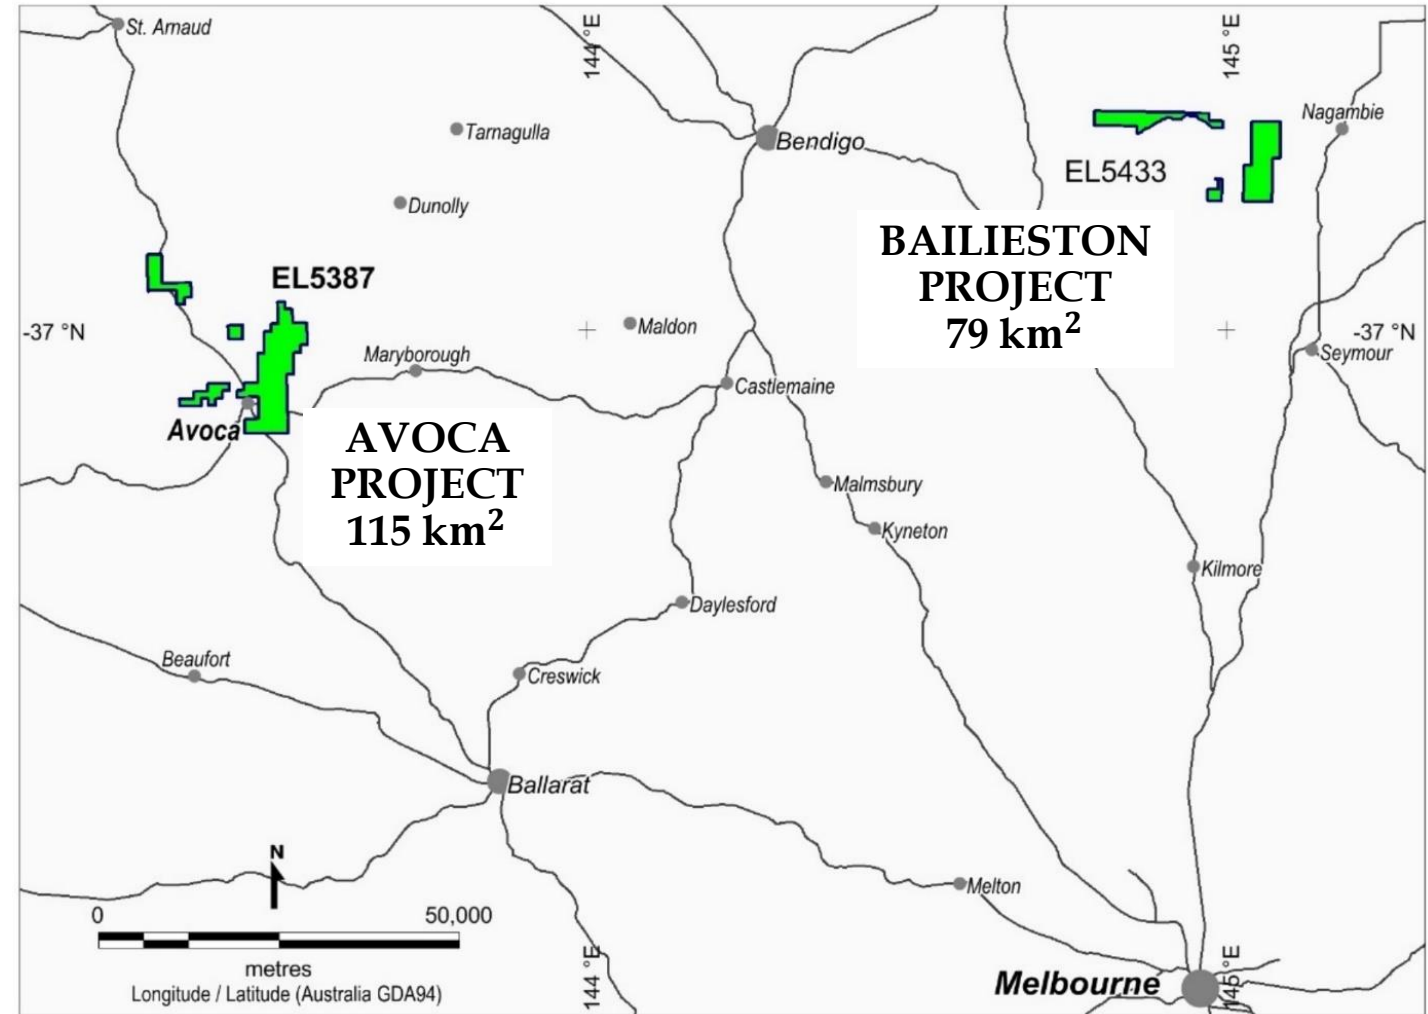 St. Arnaud
144 °E
145 °E
Nagambie
Tarnagulla
Bendigo
EL5433
Dunolly
BAILIESTON
PROJECT
79 km²
EL5387
-37 °N
Maldon
-37 °N
Seymour
Maryborough
Castlemaine
Avoca
AVOCA
PROJECT
115 km²
Malmsbury
Kyneton
Kilmore
Daylesford
Beaufort
Creswick
Ballarat
N
Melton
0 50,000
metres
Longitude / Latitude (Australia GDA94)
144 °E
Melbourne
145 °E